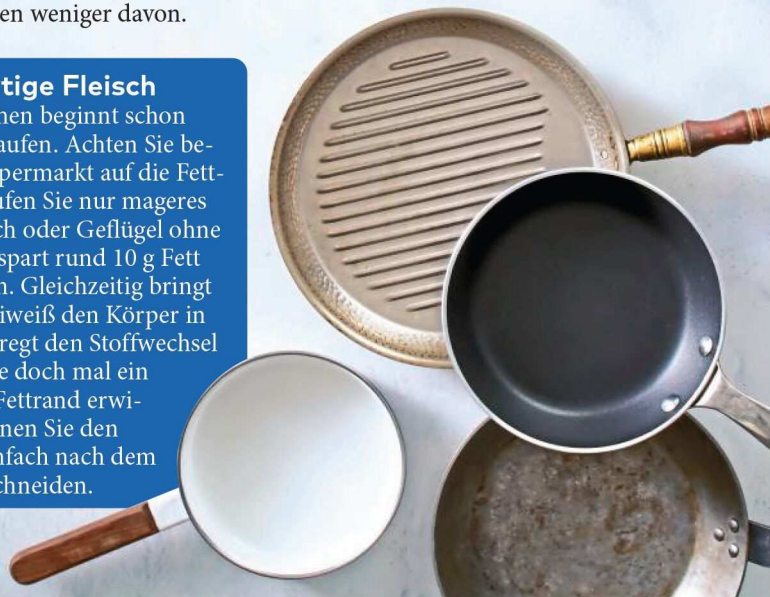 en weniger davon.
tige Fleisch
nen beginnt schon
aufen. Achten Sie be-
permarkt auf die Fett-
ufen Sie nur mageres
ch oder Geflügel ohne
spart rund 10 g Fett
n. Gleichzeitig bringt
iweiß den Körper in
regt den Stoffwechsel
e doch mal ein
Fettrand erwi-
nen Sie den
nfach nach dem
chneiden.